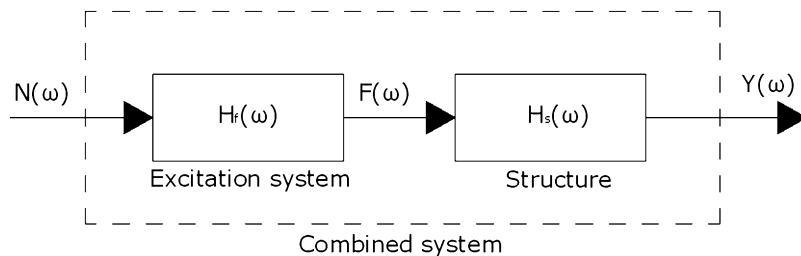 N(ω)
Hf(ω)
F(ω)
Hs(ω)
Y(ω)
Excitation system
Structure
Combined system